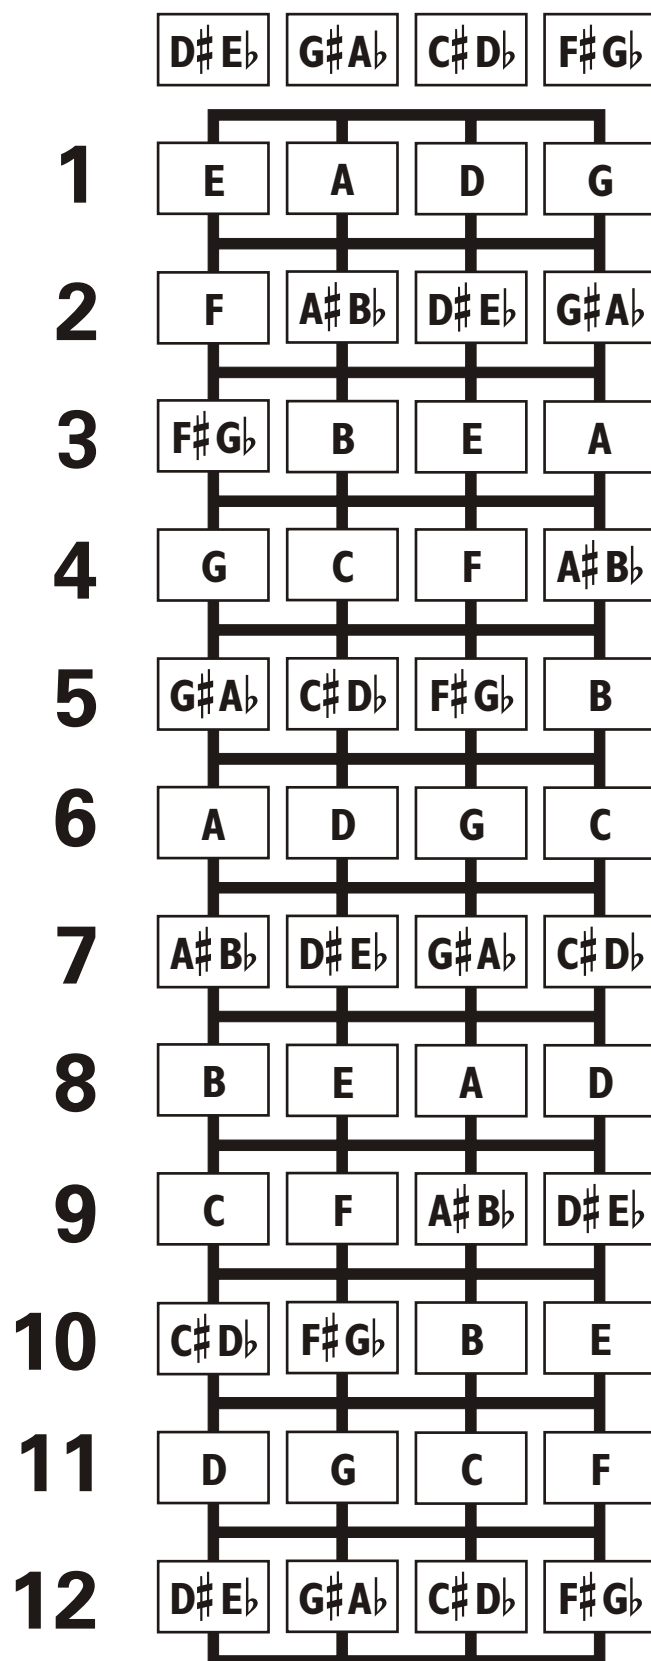 D♯E♭ G♯A♭ C♯D♭ F♯G♭
1 E A D G
2 F A♯B♭ D♯E♭ G♯A♭
3 F♯G♭ B E A
4 G C F A♯B♭
5 G♯A♭ C♯D♭ F♯G♭ B
6 A D G C
7 A♯B♭ D♯E♭ G♯A♭ C♯D♭
8 B E A D
9 C F A♯B♭ D♯E♭
10 C♯D♭ F♯G♭ B E
11 D G C F
12 D♯E♭ G♯A♭ C♯D♭ F♯G♭